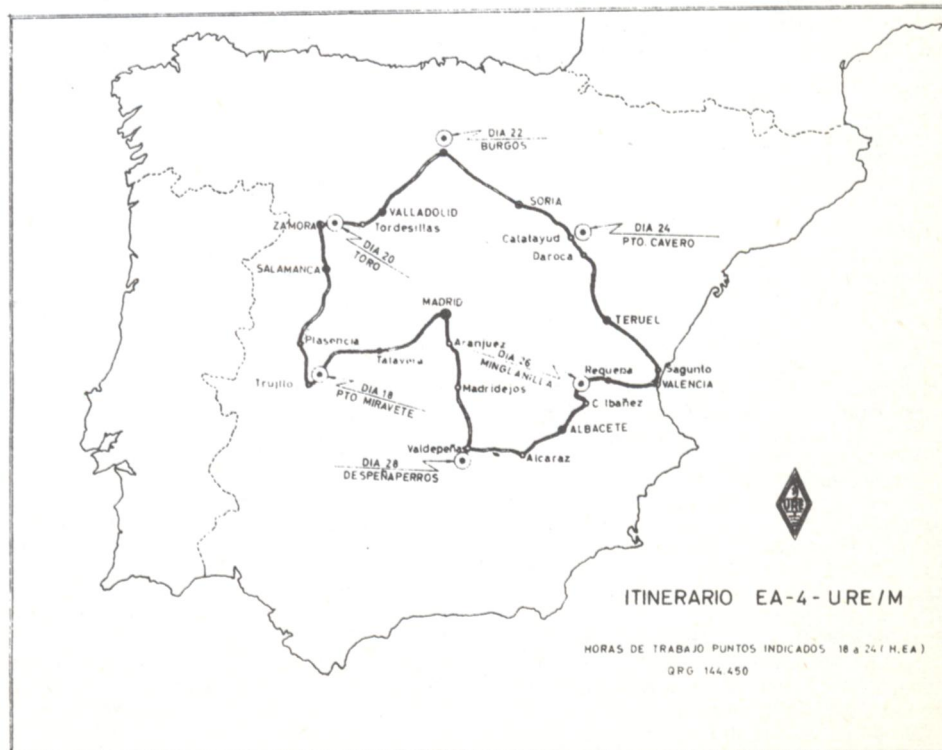 DIA 22
BURGOS
SORIA
VALLADOLID
Tordesillas
ZAMORA
DIA 20
TORO
Calatayud
DIA 24
PTO. CAVERO
Daroca
SALAMANCA
MADRID
TERUEL
Plasencia
Talavera
Aranjuez
DIA 26
MINGLANILLA
Requena
Sagunto
VALENCIA
Trujillo
DIA 18
PTO MIRAVETE
Madridejos
C. Ibañez
ALBACETE
Valdepeñas
Alcaraz
DIA 28
DESPEÑAPERROS
URE
ITINERARIO EA-4-URE/M
HORAS DE TRABAJO PUNTOS INDICADOS 18 a 24 (H.EA)
QRG 144.450